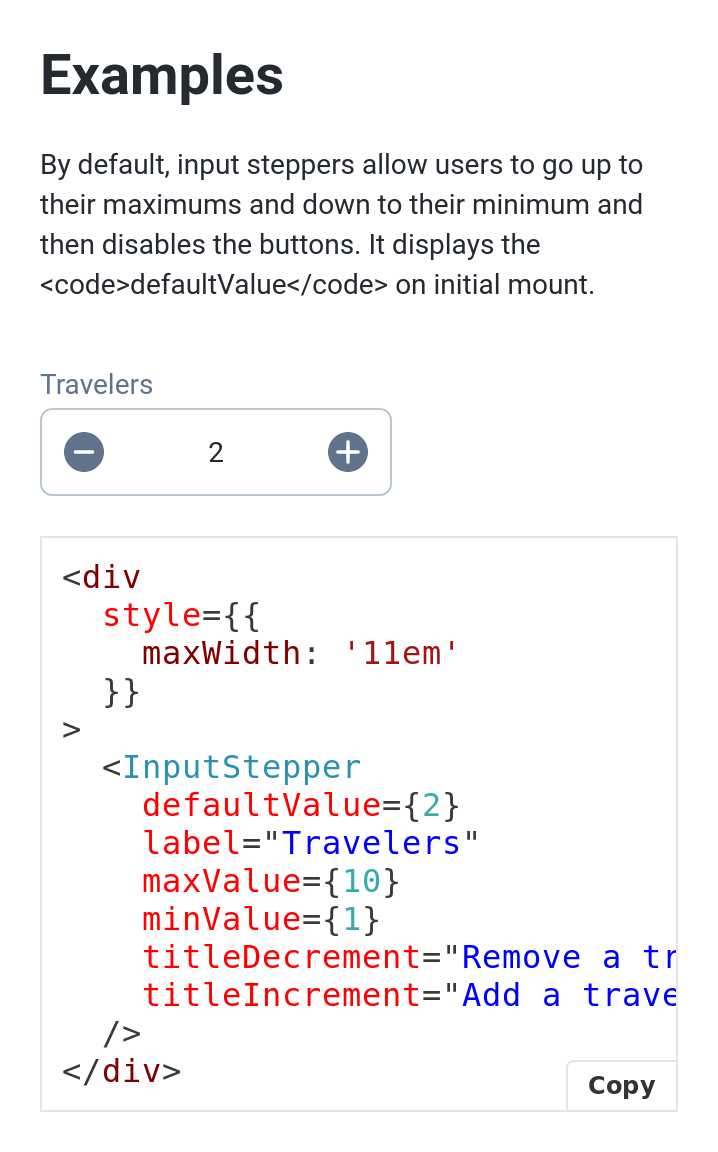 Examples
By default, input steppers allow users to go up to
their maximums and down to their minimum and
then disables the buttons. It displays the
<code>defaultValue</code> on initial mount.
Travelers
2
<div
style={{
maxWidth: '11em'
}}
>
<InputStepper
defaultValue={2}
label="Travelers"
maxValue={10}
minValue={1}
titleDecrement="Remove a tr
titleIncrement="Add a trave
/>
</div>
Copy